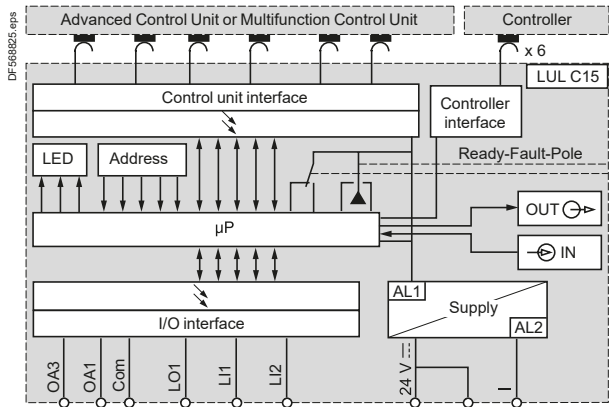 DF568825.eps
Advanced Control Unit or Multifunction Control Unit
Controller
x 6
LUL C15
Control unit interface
Controller
interface
LED
Address
Ready-Fault-Pole
µP
OUT
IN
AL1
Supply
AL2
I/O interface
OA3
OA1
Com
LO1
LI1
LI2
24 V
I